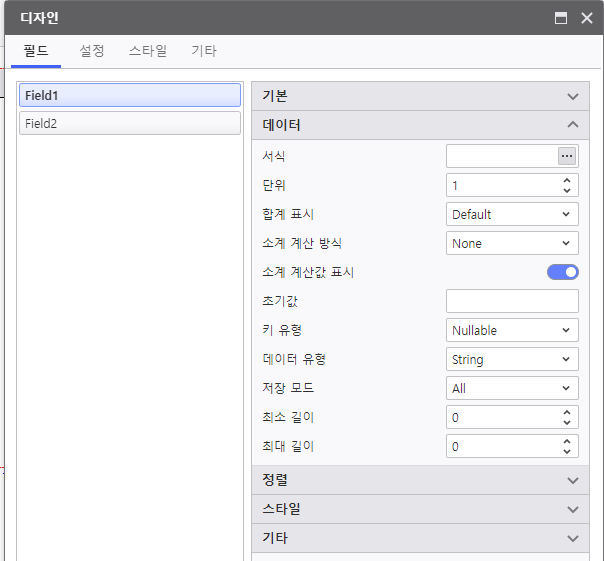 디자인
필드 설정 스타일 기타
Field1
Field2
기본
데이터
서식 ...
단위 1
합계 표시 Default
소계 계산 방식 None
소계 계산값 표시
초기값
키 유형 Nullable
데이터 유형 String
저장 모드 All
최소 길이 0
최대 길이 0
정렬
스타일
기타